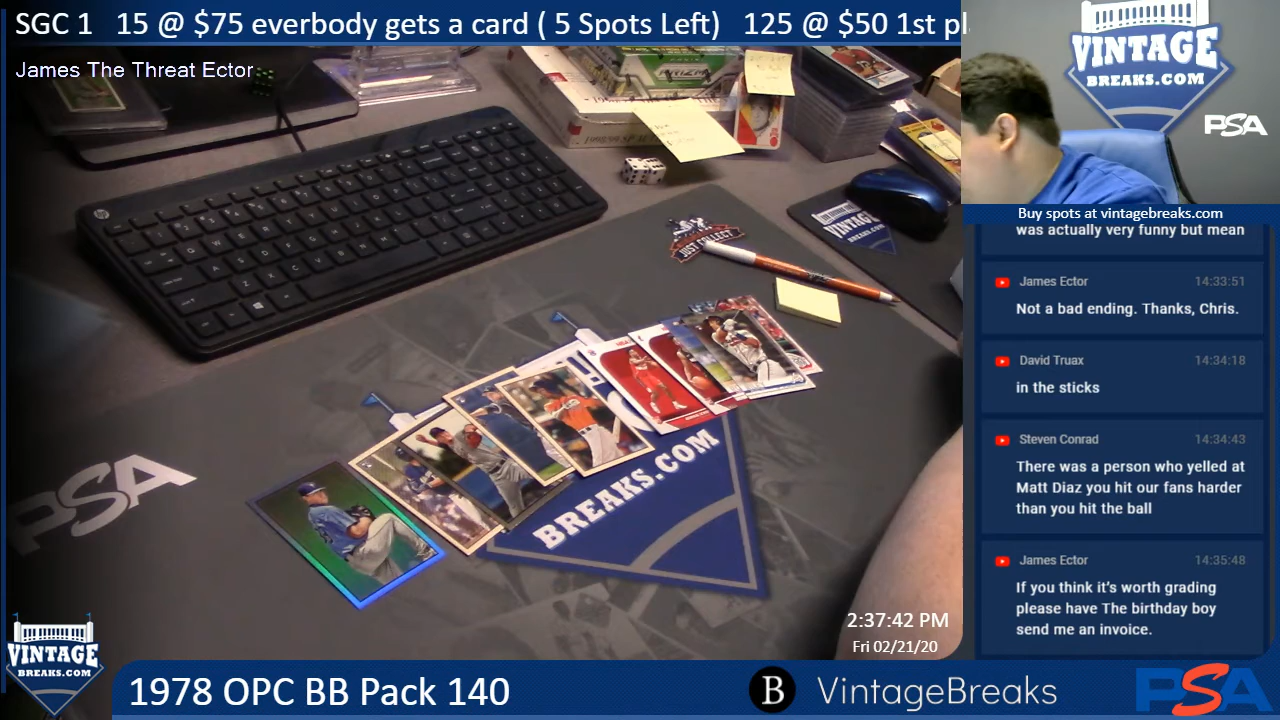 SGC 1 15 @ $75 everbody gets a card ( 5 Spots Left) 125 @ $50 1st pl
James The Threat Ector
VINTAGE
BREAKS.COM
PSA
Buy spots at vintagebreaks.com
was actually very funny but mean
James Ector 14:33:51
Not a bad ending. Thanks, Chris.
David Truax 14:34:18
in the sticks
Steven Conrad 14:34:43
There was a person who yelled at
Matt Diaz you hit our fans harder
than you hit the ball
James Ector 14:35:48
If you think it's worth grading
please have The birthday boy
send me an invoice.
JUST COLLECT
VINTAGE
BREAKS.COM
PSA
BREAKS.COM
2:37:42 PM
Fri 02/21/20
VINTAGE
BREAKS.COM
1978 OPC BB Pack 140
B VintageBreaks
PSA